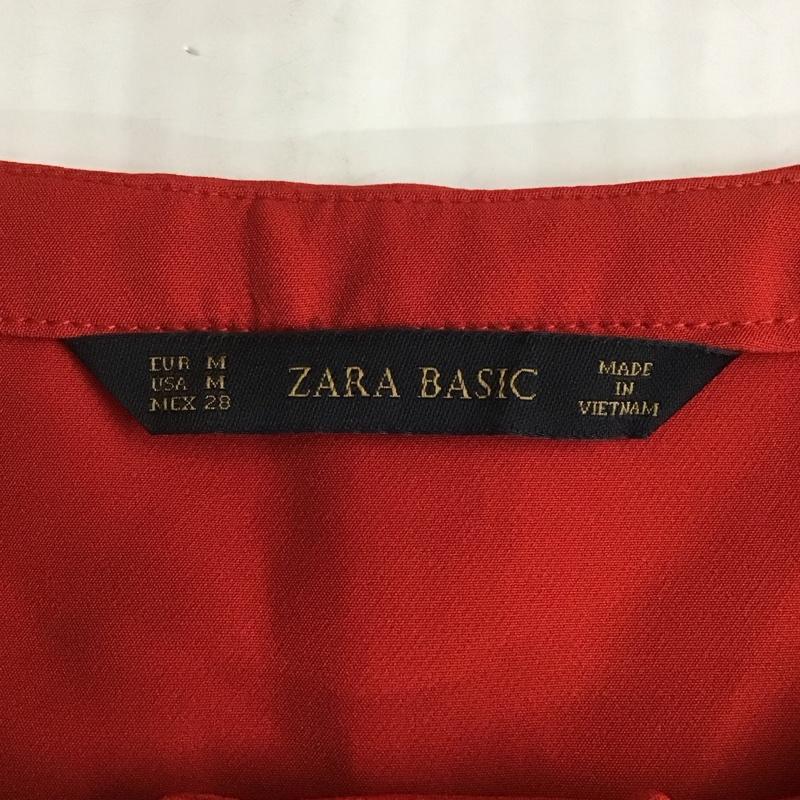 EUR M
USA M
MEX 28
ZARA BASIC
MADE
IN
VIETNAM